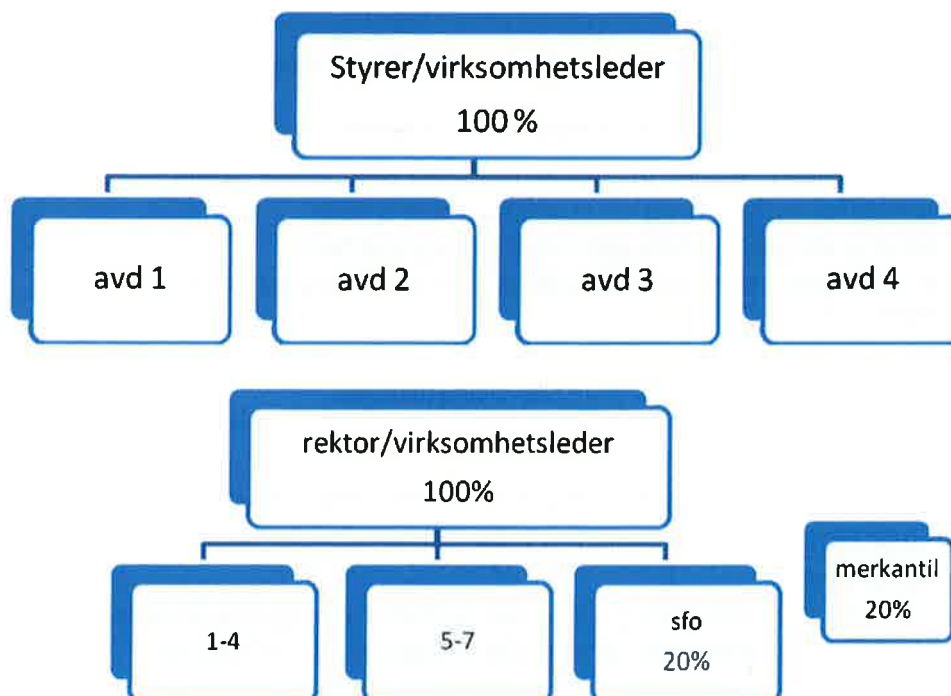 Styrer/virksomhetsleder
100 %
avd 1
avd 2
avd 3
avd 4
rektor/virksomhetsleder
100%
1-4
5-7
sfo
20%
merkantil
20%